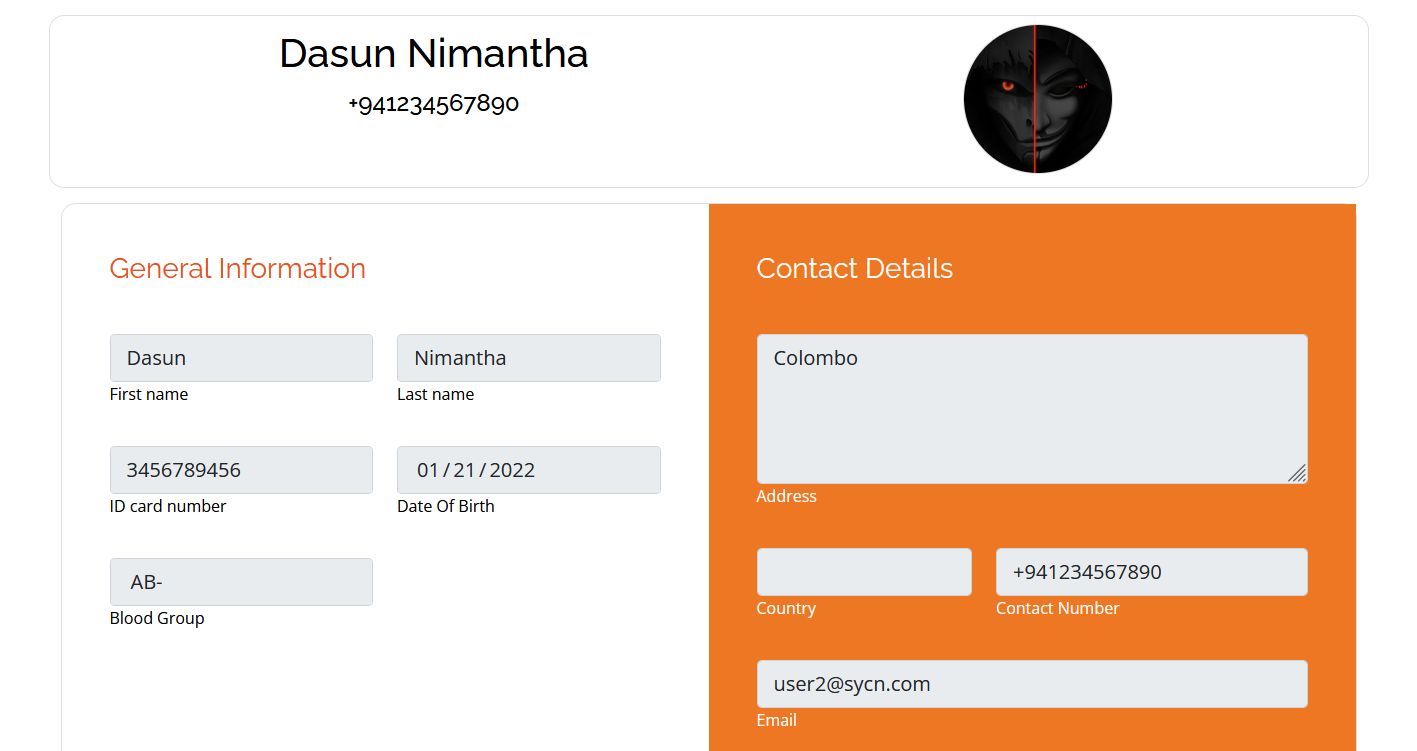 Dasun Nimantha
+941234567890
General Information
Dasun
First name
Nimantha
Last name
3456789456
ID card number
01/21/2022
Date Of Birth
AB-
Blood Group
Contact Details
Colombo
Address
Country
+941234567890
Contact Number
user2@sycn.com
Email